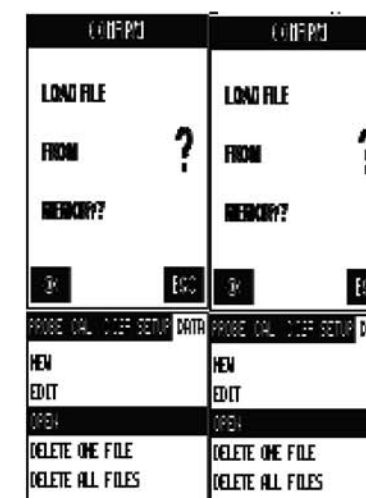 CONFIRM
LOAD FILE
FROM
?
MEMORY?
OK ESC
PROBE CAL DISP SETUP DATA
NEW
EDIT
OPEN
DELETE ONE FILE
DELETE ALL FILES
CONFIRM
LOAD FILE
FROM
?
MEMORY?
OK
PROBE CAL DISP SETUP
NEW
EDIT
OPEN
DELETE ONE FILE
DELETE ALL FILES